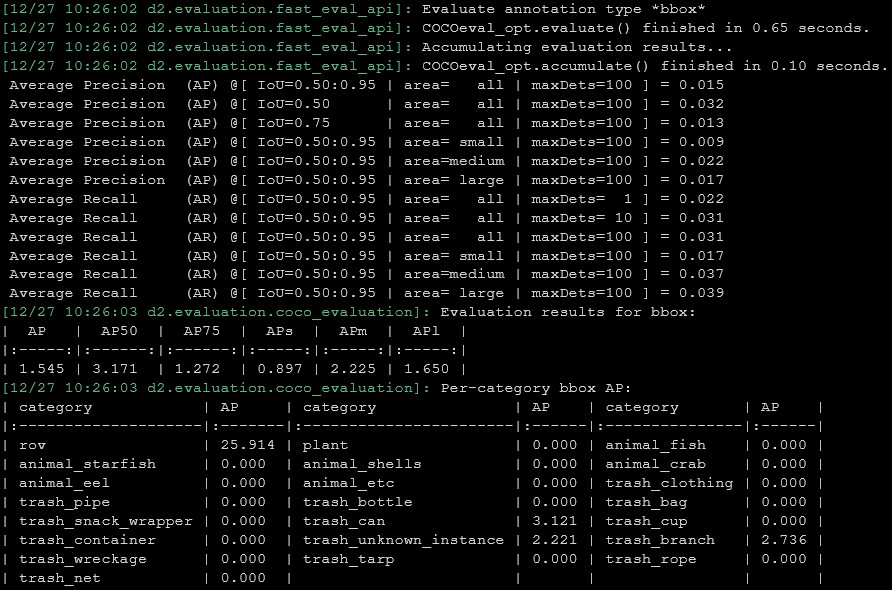 [12/27 10:26:02 d2.evaluation.fast_eval_api]: Evaluate annotation type *bbox*
[12/27 10:26:02 d2.evaluation.fast_eval_api]: COCOeval_opt.evaluate() finished in 0.65 seconds.
[12/27 10:26:02 d2.evaluation.fast_eval_api]: Accumulating evaluation results...
[12/27 10:26:02 d2.evaluation.fast_eval_api]: COCOeval_opt.accumulate() finished in 0.10 seconds.
Average Precision  (AP) @[ IoU=0.50:0.95 | area=   all | maxDets=100 ] = 0.015
Average Precision  (AP) @[ IoU=0.50      | area=   all | maxDets=100 ] = 0.032
Average Precision  (AP) @[ IoU=0.75      | area=   all | maxDets=100 ] = 0.013
Average Precision  (AP) @[ IoU=0.50:0.95 | area= small | maxDets=100 ] = 0.009
Average Precision  (AP) @[ IoU=0.50:0.95 | area=medium | maxDets=100 ] = 0.022
Average Precision  (AP) @[ IoU=0.50:0.95 | area= large | maxDets=100 ] = 0.017
Average Recall     (AR) @[ IoU=0.50:0.95 | area=   all | maxDets=  1 ] = 0.022
Average Recall     (AR) @[ IoU=0.50:0.95 | area=   all | maxDets= 10 ] = 0.031
Average Recall     (AR) @[ IoU=0.50:0.95 | area=   all | maxDets=100 ] = 0.031
Average Recall     (AR) @[ IoU=0.50:0.95 | area= small | maxDets=100 ] = 0.017
Average Recall     (AR) @[ IoU=0.50:0.95 | area=medium | maxDets=100 ] = 0.037
Average Recall     (AR) @[ IoU=0.50:0.95 | area= large | maxDets=100 ] = 0.039
[12/27 10:26:03 d2.evaluation.coco_evaluation]: Evaluation results for bbox:
|  AP   |  AP50  |  AP75  |  APs  |  APm  |  APl  |
|:-----:|:------:|:------:|:-----:|:-----:|:-----:|
| 1.545 | 3.171  | 1.272  | 0.897 | 2.225 | 1.650 |
[12/27 10:26:03 d2.evaluation.coco_evaluation]: Per-category bbox AP:
| category            | AP     | category               | AP    | category       | AP    |
|:--------------------|:-------|:-----------------------|:------|:---------------|:------|
| rov                 | 25.914 | plant                  | 0.000 | animal_fish    | 0.000 |
| animal_starfish     | 0.000  | animal_shells          | 0.000 | animal_crab    | 0.000 |
| animal_eel          | 0.000  | animal_etc             | 0.000 | trash_clothing | 0.000 |
| trash_pipe          | 0.000  | trash_bottle           | 0.000 | trash_bag      | 0.000 |
| trash_snack_wrapper | 0.000  | trash_can              | 3.121 | trash_cup      | 0.000 |
| trash_container     | 0.000  | trash_unknown_instance | 2.221 | trash_branch   | 2.736 |
| trash_wreckage      | 0.000  | trash_tarp             | 0.000 | trash_rope     | 0.000 |
| trash_net           | 0.000  |                        |       |                |       |